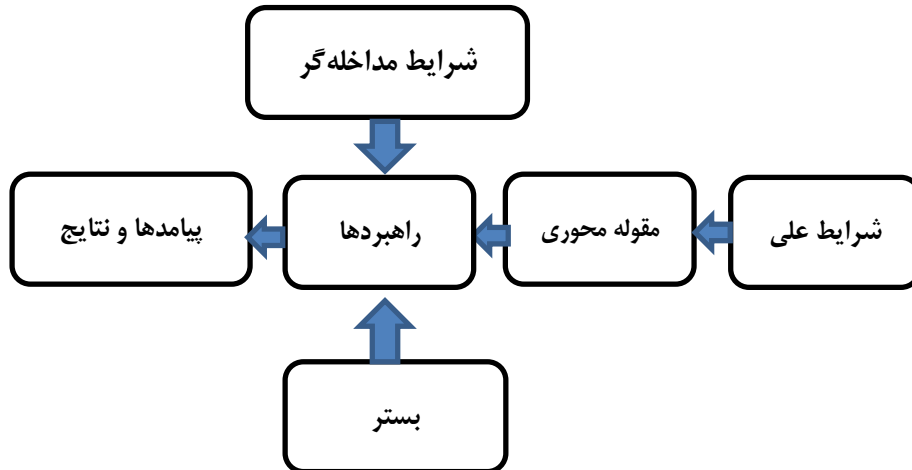 شرایط مداخله‌گر
شرایط علی
مقوله محوری
راهبردها
پیامدها و نتایج
بستر